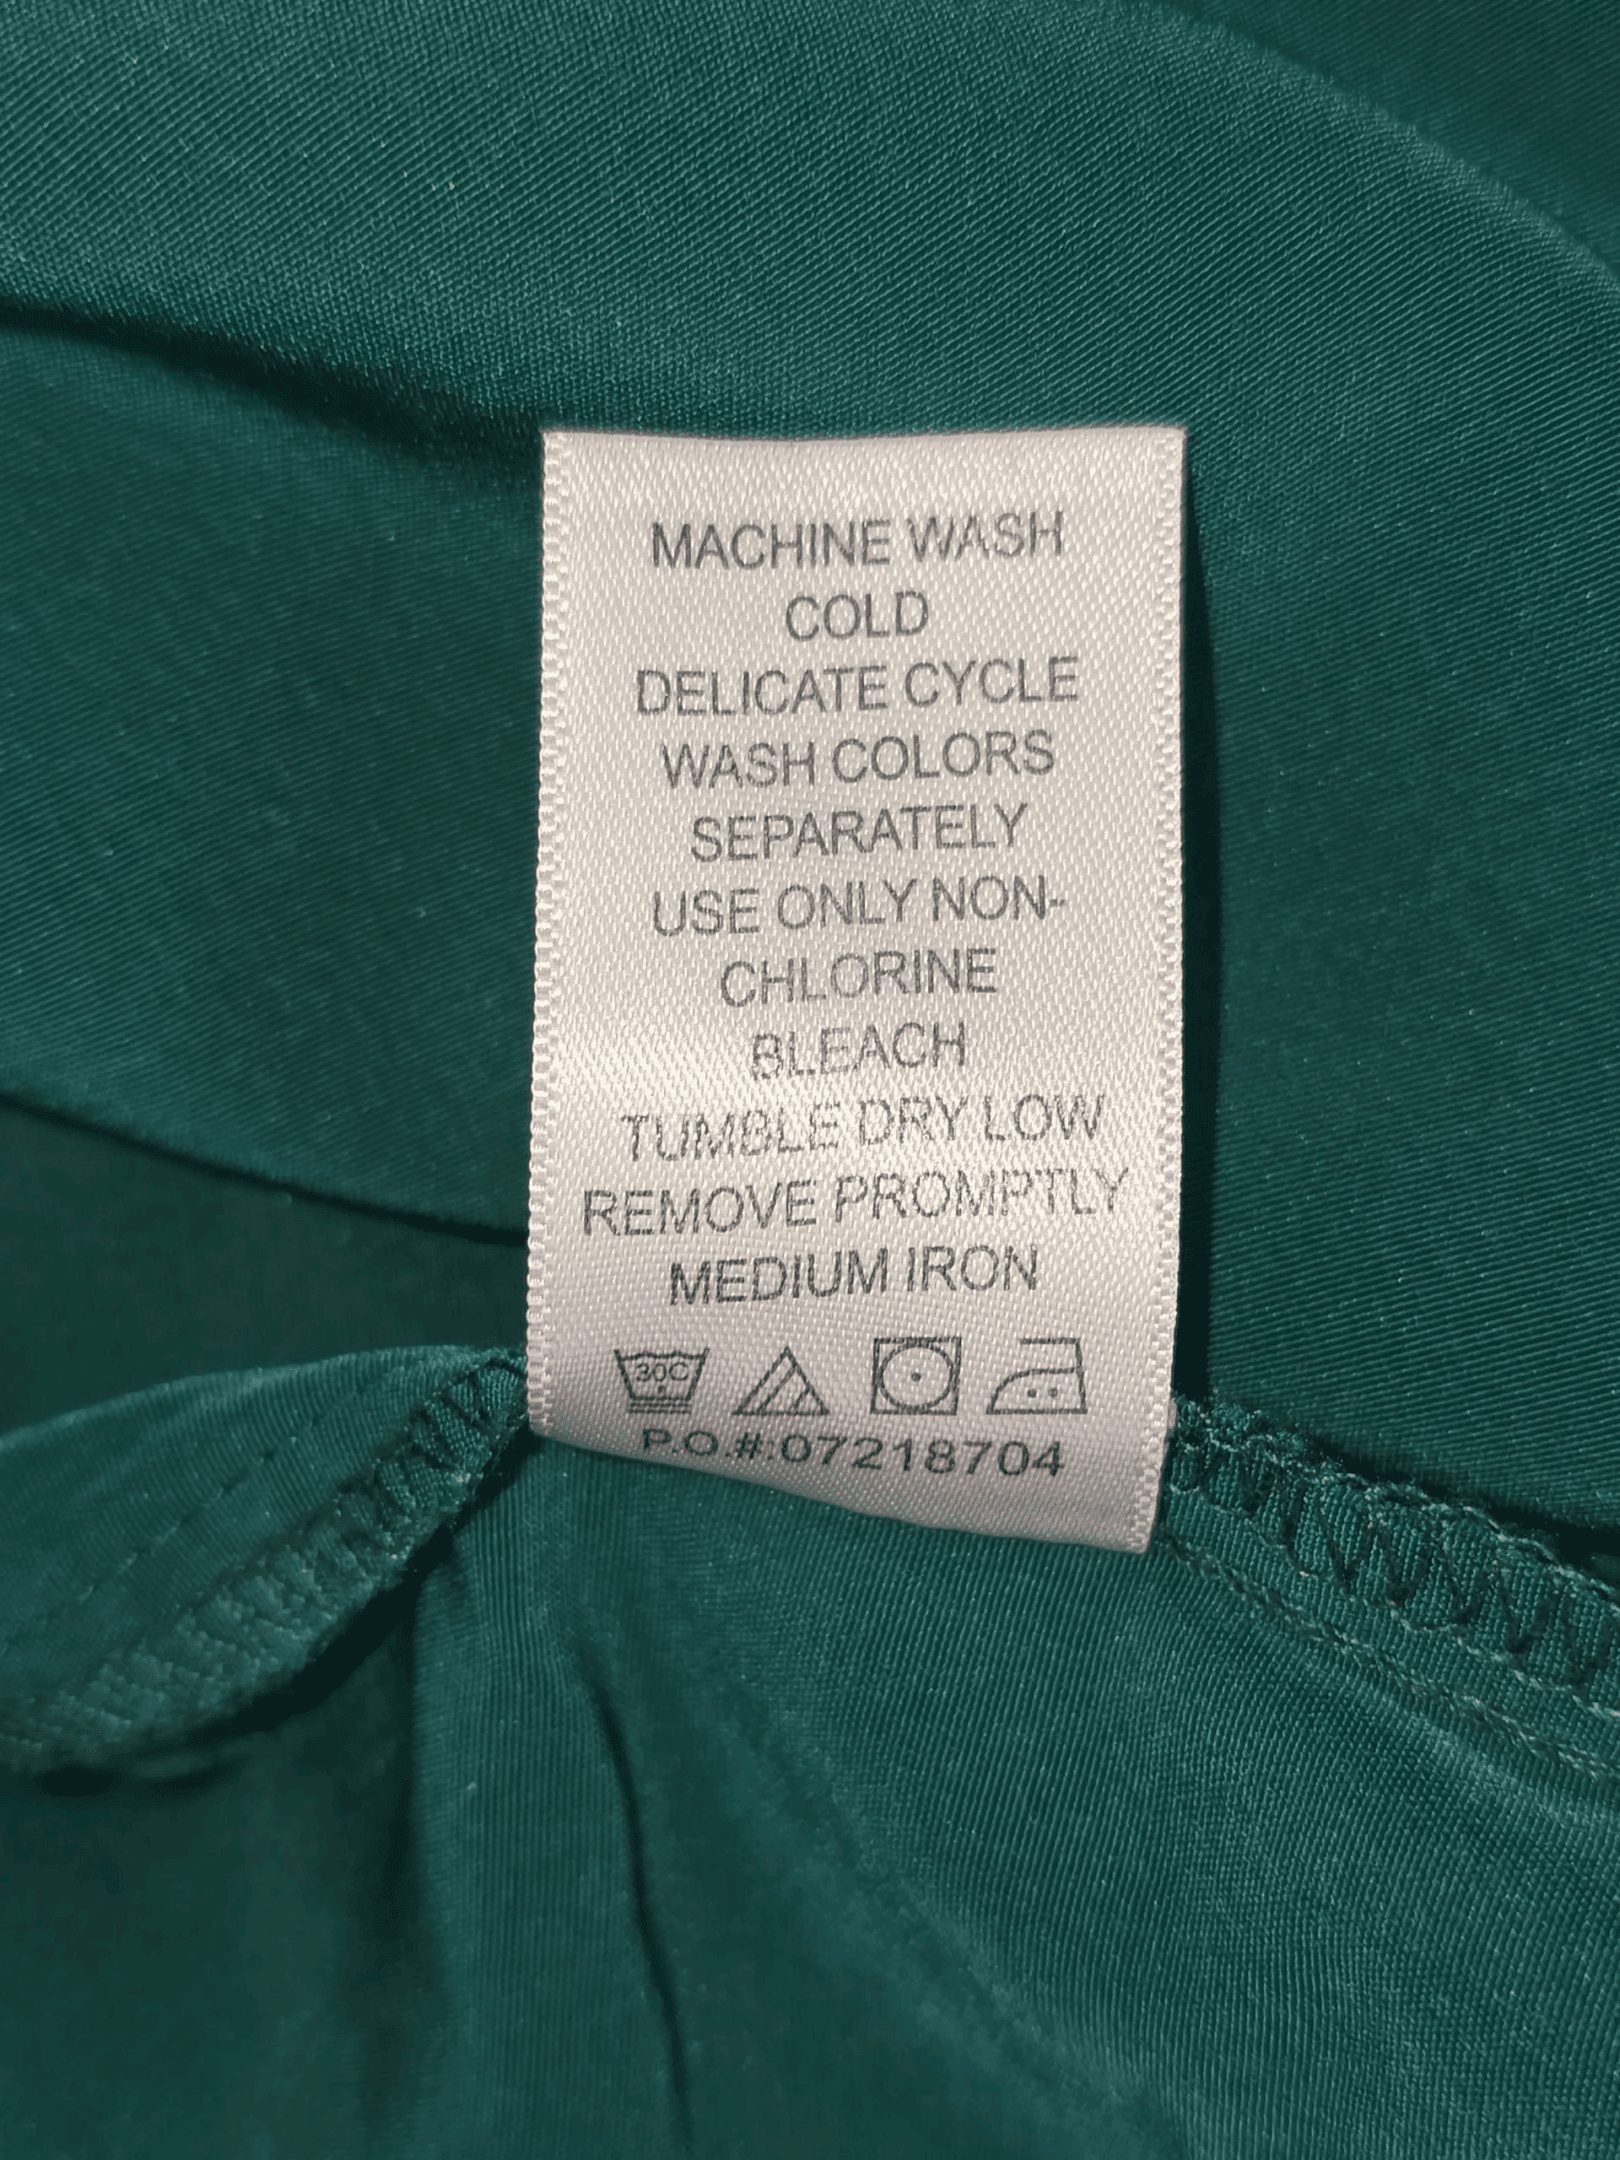 MACHINE WASH
COLD
DELICATE CYCLE
WASH COLORS
SEPARATELY
USE ONLY NON-
CHLORINE
BLEACH
TUMBLE DRY LOW
REMOVE PROMPTLY
MEDIUM IRON
30C
P.O.#:07218704